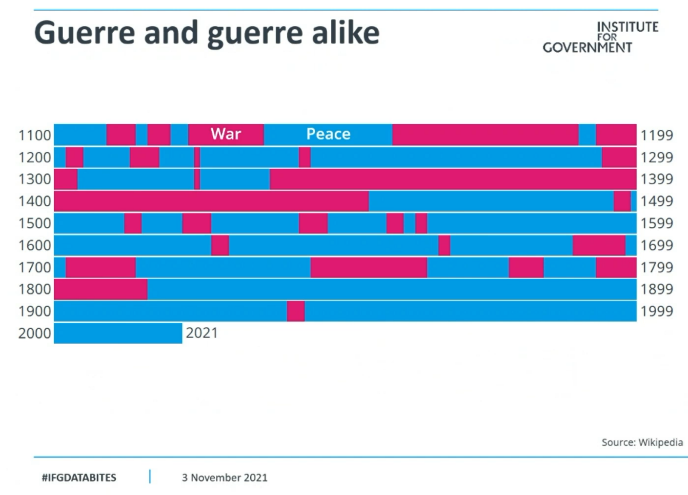 Guerre and guerre alike
INSTITUTE
FOR
GOVERNMENT
1100 War Peace 1199
1200 1299
1300 1399
1400 1499
1500 1599
1600 1699
1700 1799
1800 1899
1900 1999
2000 2021
Source: Wikipedia
#IFGDATABITES 3 November 2021